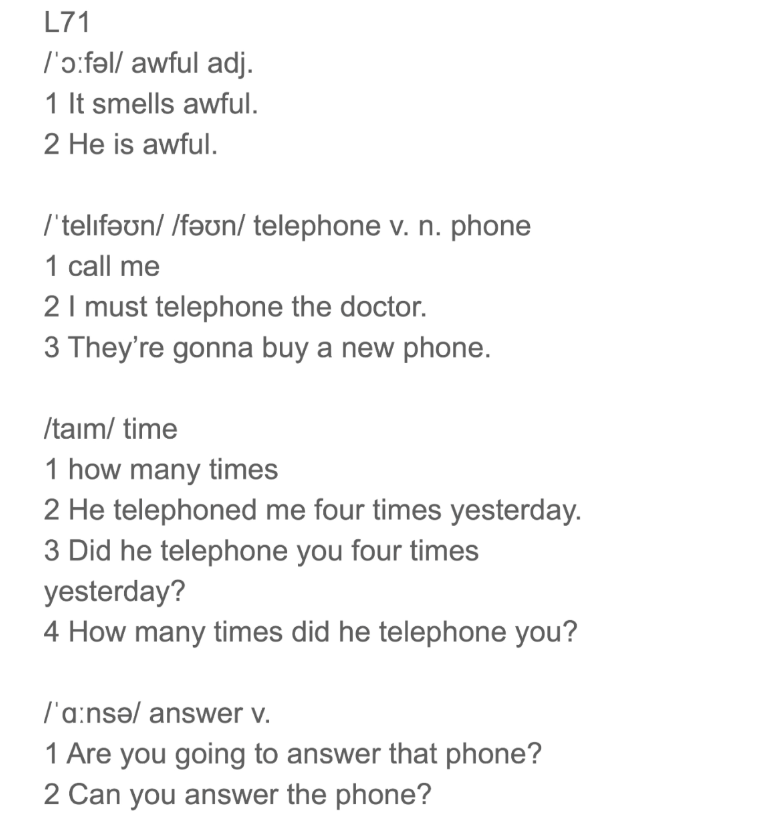 L71
/ˈɔːfəl/ awful adj.
1 It smells awful.
2 He is awful.
/ˈtelɪfəʊn/ /fəʊn/ telephone v. n. phone
1 call me
2 I must telephone the doctor.
3 They’re gonna buy a new phone.
/taɪm/ time
1 how many times
2 He telephoned me four times yesterday.
3 Did he telephone you four times
yesterday?
4 How many times did he telephone you?
/ˈɑːnsə/ answer v.
1 Are you going to answer that phone?
2 Can you answer the phone?